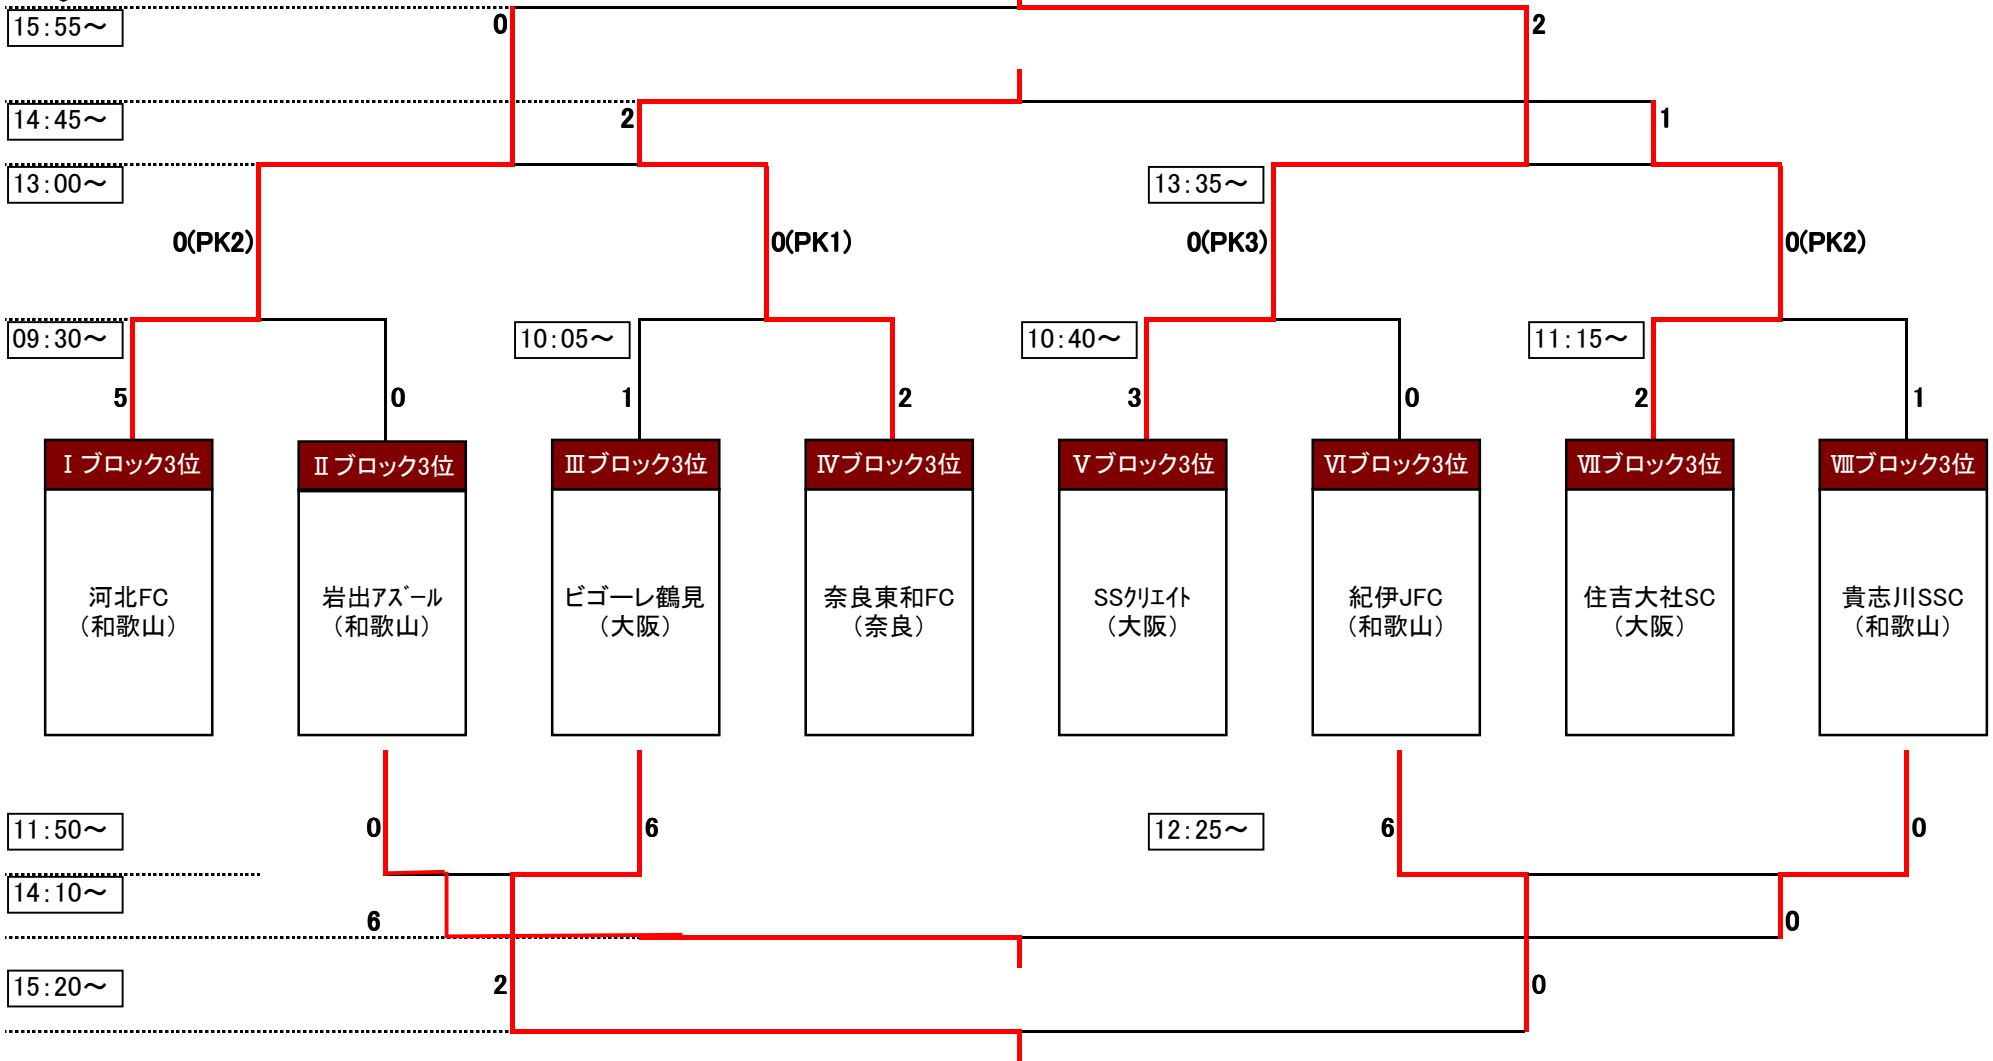 15:55～
0
2
14:45～
2
1
13:00～
13:35～
0(PK2)
0(PK1)
0(PK3)
0(PK2)
09:30～
10:05～
10:40～
11:15～
5
0
1
2
3
0
2
1
Ⅰブロック3位
Ⅱブロック3位
Ⅲブロック3位
Ⅳブロック3位
Ⅴブロック3位
Ⅵブロック3位
Ⅶブロック3位
Ⅷブロック3位
河北FC
（和歌山）
岩出ｱｽﾞｰﾙ
（和歌山）
ビゴーレ鶴見
（大阪）
奈良東和FC
（奈良）
SSｸﾘｴｲﾄ
（大阪）
紀伊JFC
（和歌山）
住吉大社SC
（大阪）
貴志川SSC
（和歌山）
11:50～
0
6
12:25～
6
0
14:10～
6
0
15:20～
2
0